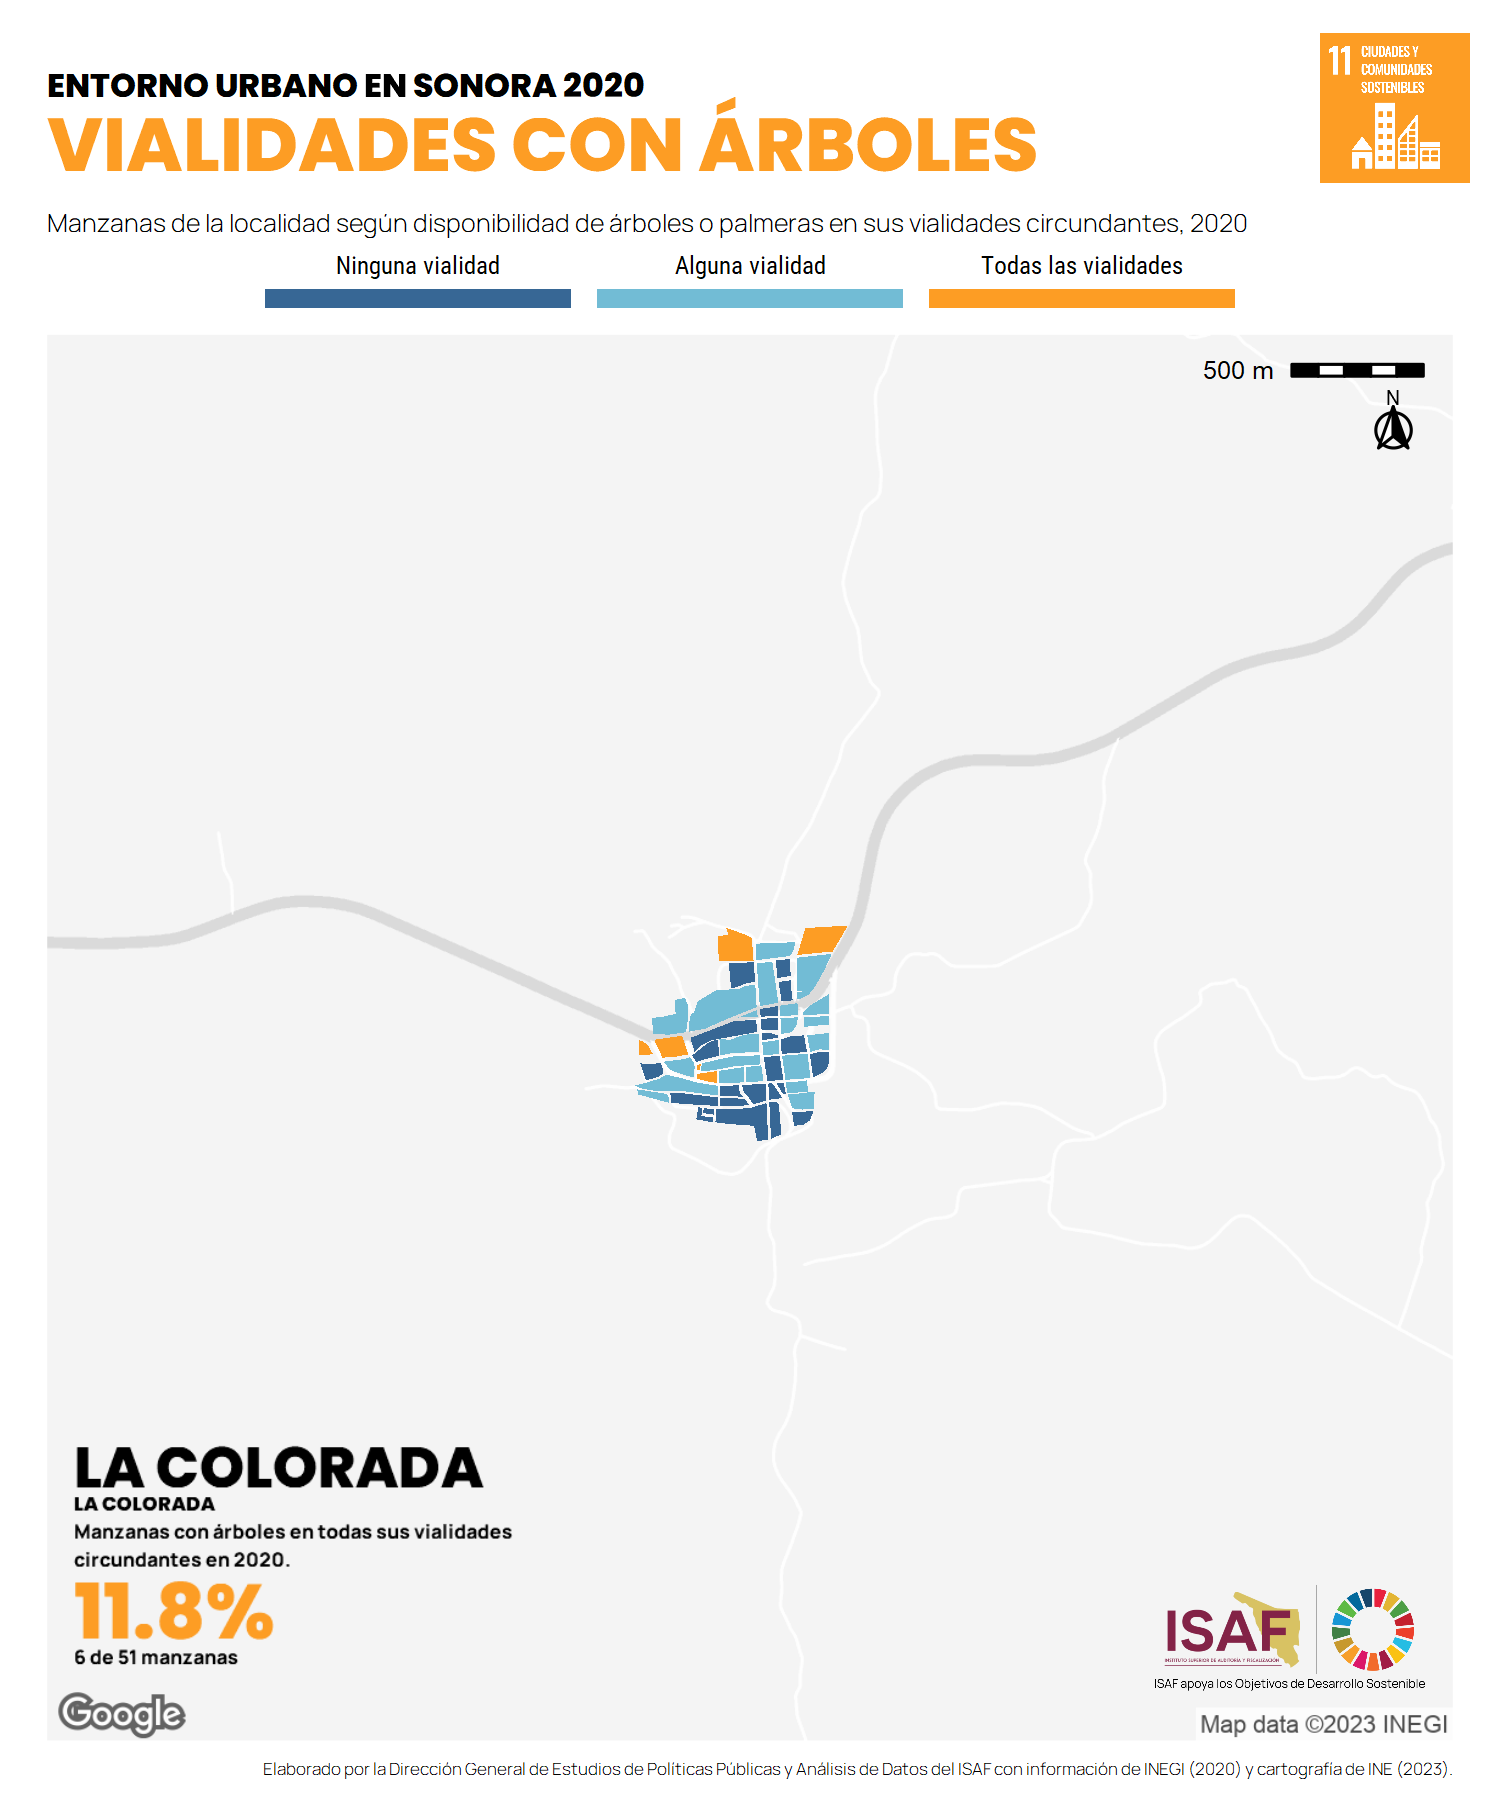 ENTORNO URBANO EN SONORA 2020
VIALIDADES CON ÁRBOLES
11 CIUDADES Y
COMUNIDADES
SOSTENIBLES
Manzanas de la localidad según disponibilidad de árboles o palmeras en sus vialidades circundantes, 2020
Ninguna vialidad Alguna vialidad Todas las vialidades
500 m
N
LA COLORADA
LA COLORADA
Manzanas con árboles en todas sus vialidades
circundantes en 2020.
11.8%
6 de 51 manzanas
ISAF
INSTITUTO SUPERIOR DE AUDITORÍA Y FISCALIZACIÓN
ISAF apoya los Objetivos de Desarrollo Sostenible
Google
Map data ©2023 INEGI
Elaborado por la Dirección General de Estudios de Políticas Públicas y Análisis de Datos del ISAF con información de INEGI (2020) y cartografía de INE (2023).